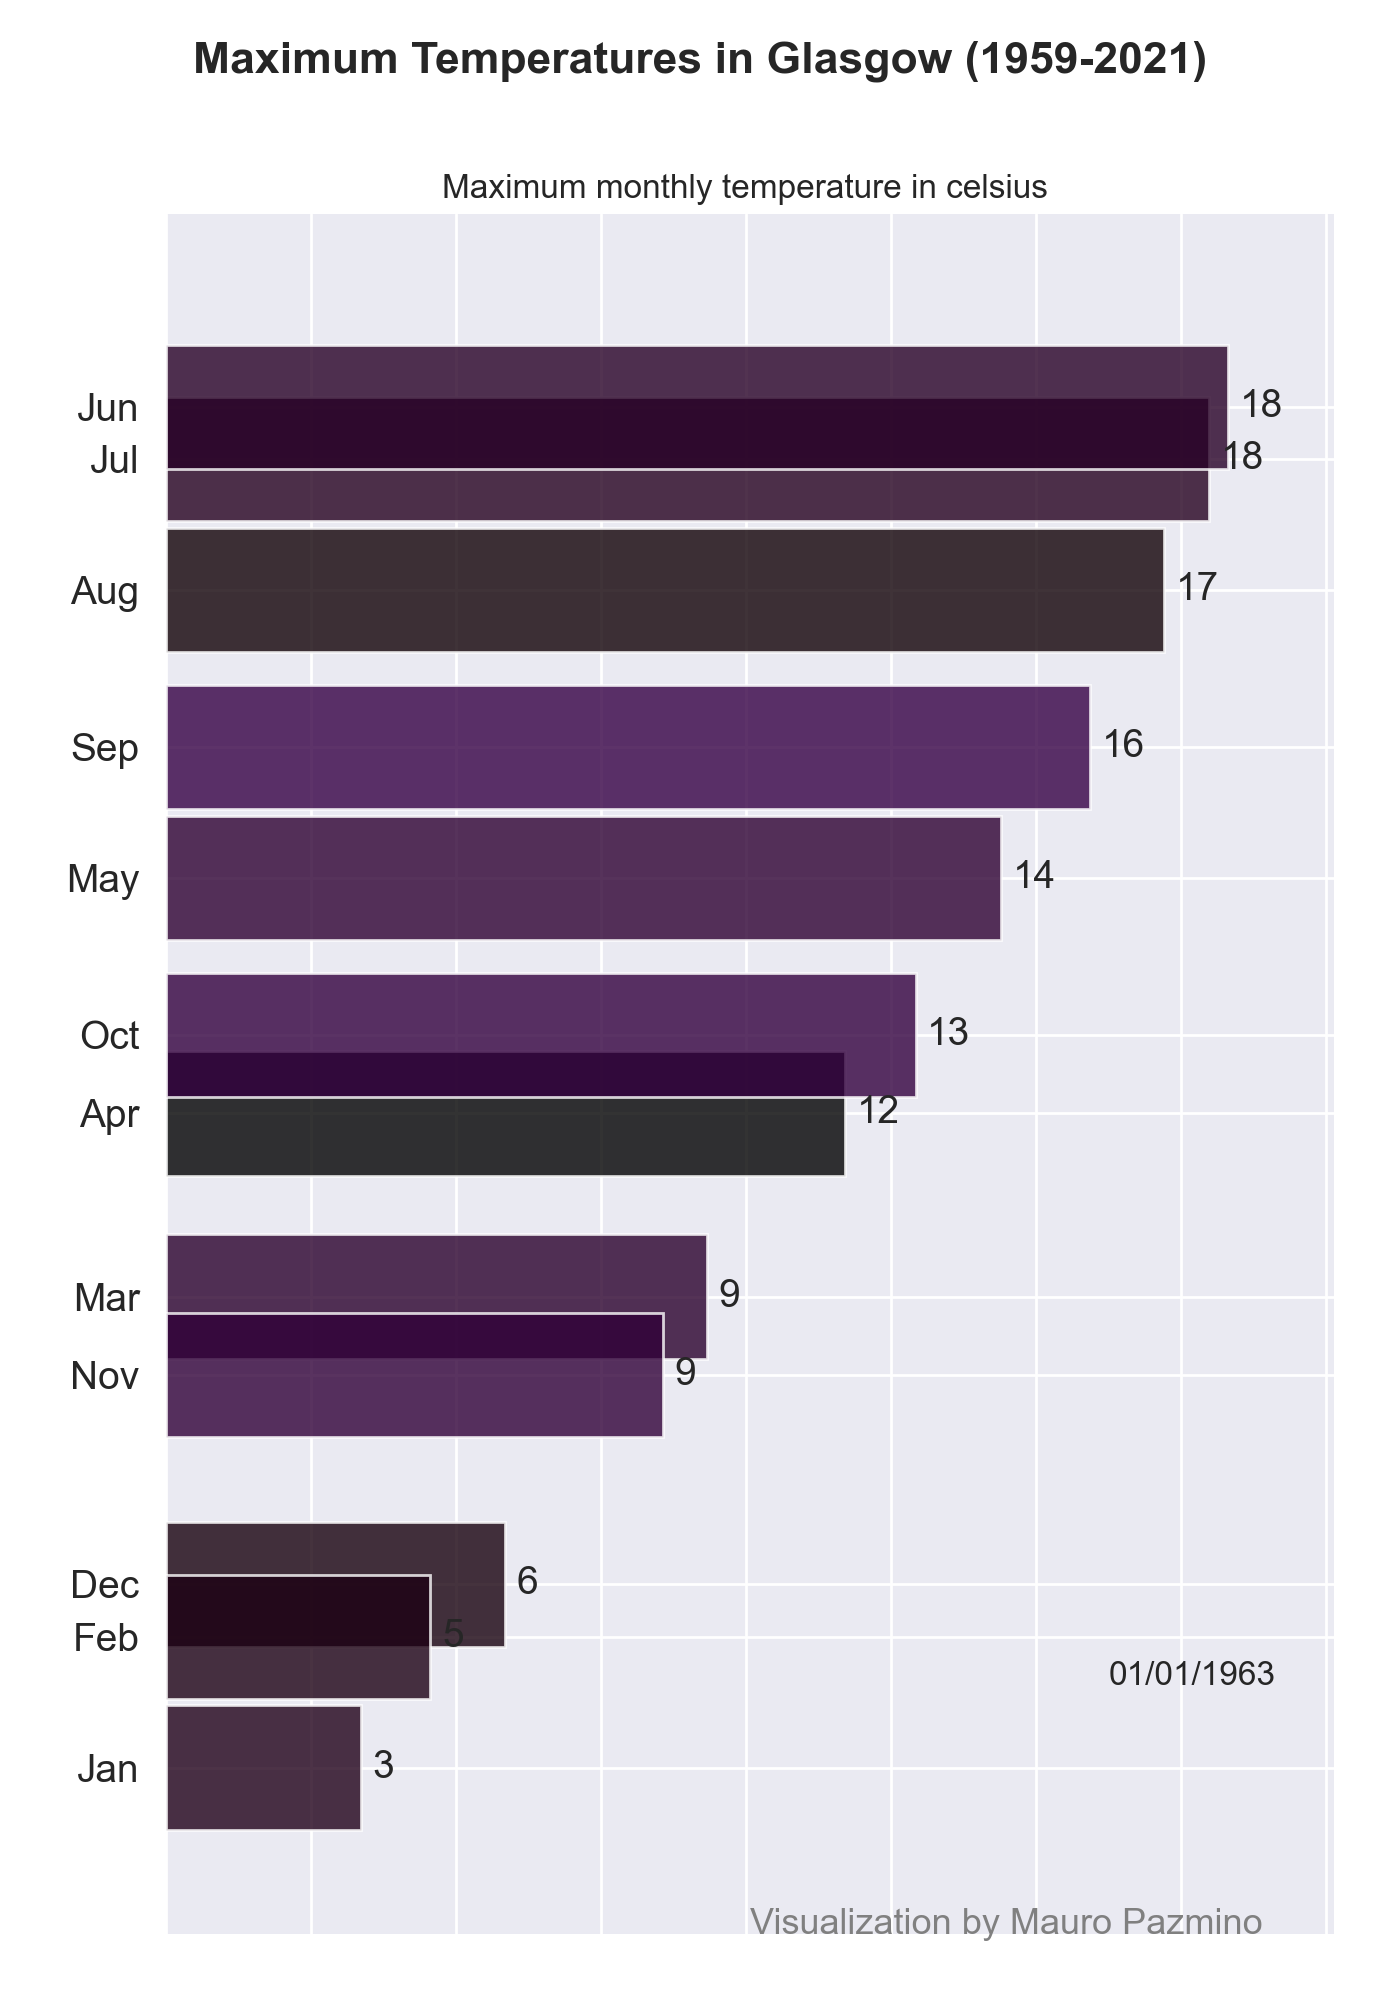 Maximum Temperatures in Glasgow (1959-2021)
Maximum monthly temperature in celsius
Jun 18
Jul 18
Aug 17
Sep 16
May 14
Oct 13
Apr 12
Mar 9
Nov 9
Dec 6
Feb 5
01/01/1963
Jan 3
Visualization by Mauro Pazmino